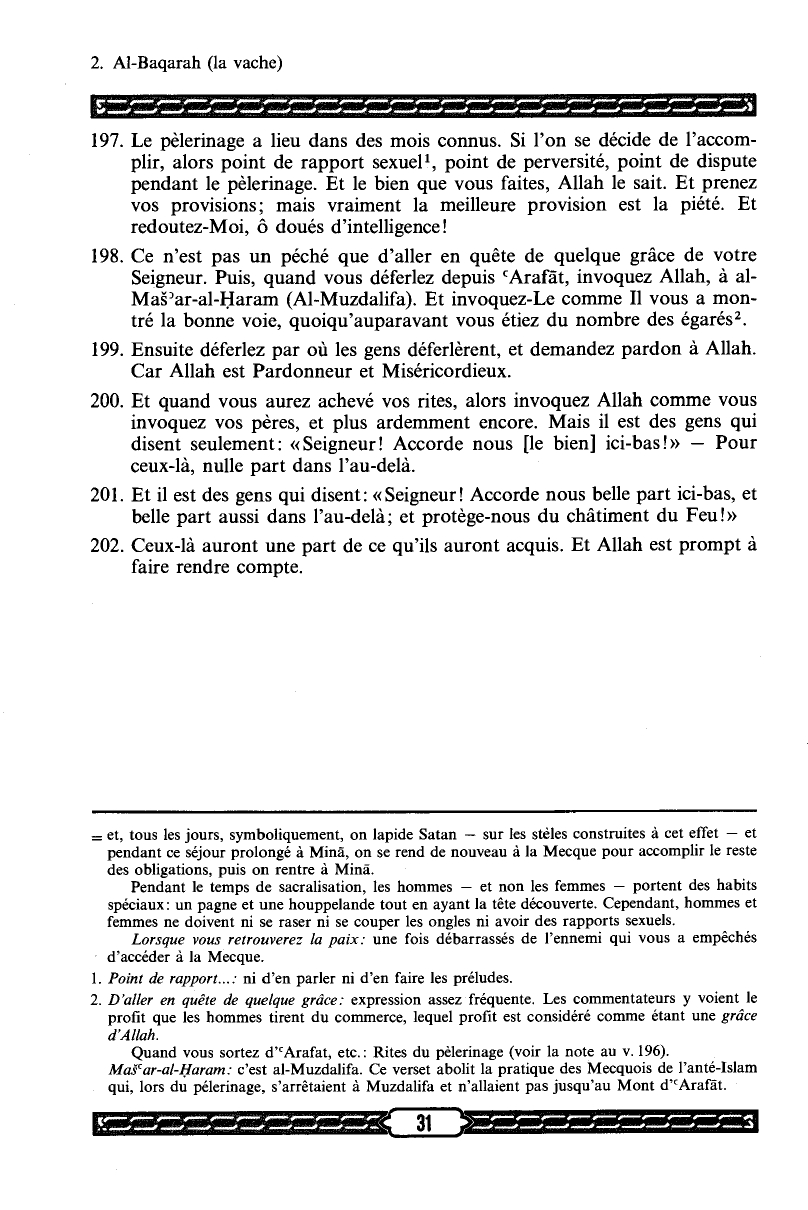 2. Al-Baqarah (la vache)
197. Le pèlerinage a lieu dans des mois connus. Si l'on se décide de l'accom-
plir, alors point de rapport sexuel¹, point de perversité, point de dispute
pendant le pèlerinage. Et le bien que vous faites, Allah le sait. Et prenez
vos provisions; mais vraiment la meilleure provision est la piété. Et
redoutez-Moi, ô doués d'intelligence!
198. Ce n'est pas un péché que d'aller en quête de quelque grâce de votre
Seigneur. Puis, quand vous déferlez depuis ʿArafāt, invoquez Allah, à al-
Mašʾar-al-Ḥaram (Al-Muzdalifa). Et invoquez-Le comme Il vous a mon-
tré la bonne voie, quoiqu'auparavant vous étiez du nombre des égarés².
199. Ensuite déferlez par où les gens déferlèrent, et demandez pardon à Allah.
Car Allah est Pardonneur et Miséricordieux.
200. Et quand vous aurez achevé vos rites, alors invoquez Allah comme vous
invoquez vos pères, et plus ardemment encore. Mais il est des gens qui
disent seulement: «Seigneur! Accorde nous [le bien] ici-bas!» — Pour
ceux-là, nulle part dans l'au-delà.
201. Et il est des gens qui disent: «Seigneur! Accorde nous belle part ici-bas, et
belle part aussi dans l'au-delà; et protège-nous du châtiment du Feu!»
202. Ceux-là auront une part de ce qu'ils auront acquis. Et Allah est prompt à
faire rendre compte.
= et, tous les jours, symboliquement, on lapide Satan — sur les stèles construites à cet effet — et
pendant ce séjour prolongé à Minā, on se rend de nouveau à la Mecque pour accomplir le reste
des obligations, puis on rentre à Minā.
Pendant le temps de sacralisation, les hommes — et non les femmes — portent des habits
spéciaux: un pagne et une houppelande tout en ayant la tête découverte. Cependant, hommes et
femmes ne doivent ni se raser ni se couper les ongles ni avoir des rapports sexuels.
Lorsque vous retrouverez la paix: une fois débarrassés de l'ennemi qui vous a empêchés
d'accéder à la Mecque.
1. Point de rapport...: ni d'en parler ni d'en faire les préludes.
2. D'aller en quête de quelque grâce: expression assez fréquente. Les commentateurs y voient le
profit que les hommes tirent du commerce, lequel profit est considéré comme étant une grâce
d'Allah.
Quand vous sortez d'ʿArafat, etc.: Rites du pèlerinage (voir la note au v. 196).
Mašʿar-al-Ḥaram: c'est al-Muzdalifa. Ce verset abolit la pratique des Mecquois de l'anté-Islam
qui, lors du pélerinage, s'arrêtaient à Muzdalifa et n'allaient pas jusqu'au Mont d'ʿArafāt.
31